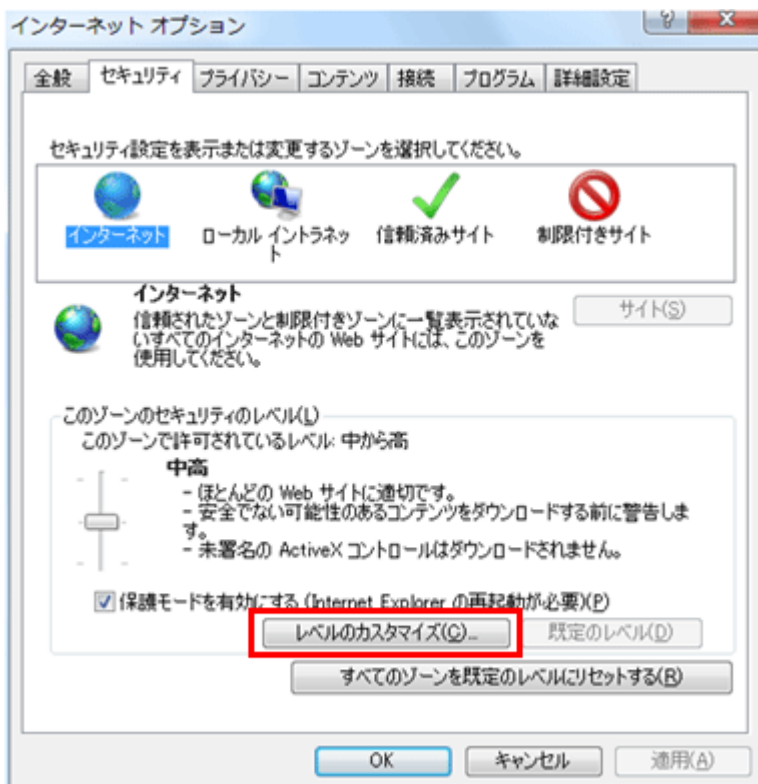 インターネット オプション
全般 セキュリティ プライバシー コンテンツ 接続 プログラム 詳細設定
セキュリティ設定を表示または変更するゾーンを選択してください。
インターネット ローカル イントラネッ 信頼済みサイト 制限付きサイト
ト
インターネット
サイト(S)
信頼されたゾーンと制限付きゾーンに一覧表示されていな
いすべてのインターネットの Web サイトには、このゾーンを
使用してください。
このゾーンのセキュリティのレベル(L)
このゾーンで許可されているレベル: 中から高
中高
- ほとんどの Web サイトに適切です。
- 安全でない可能性のあるコンテンツをダウンロードする前に警告しま
す。
- 未署名の ActiveX コントロールはダウンロードされません。
保護モードを有効にする (Internet Explorer の再起動が必要)(P)
レベルのカスタマイズ(C)... 既定のレベル(D)
すべてのゾーンを既定のレベルにリセットする(R)
OK キャンセル 適用(A)